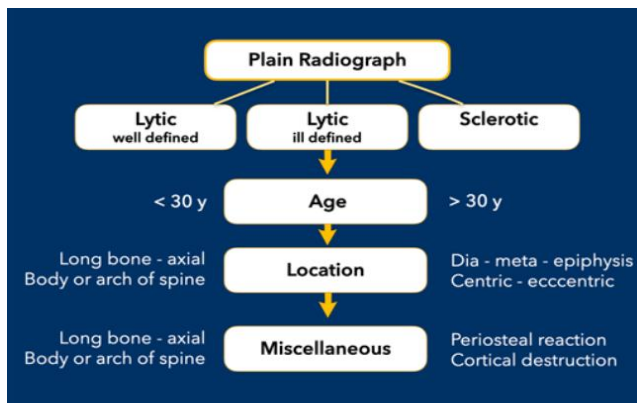 Plain Radiograph
Lytic
well defined
Lytic
ill defined
Sclerotic
< 30 y
Age
> 30 y
Long bone - axial
Body or arch of spine
Location
Dia - meta - epiphysis
Centric - ecccentric
Long bone - axial
Body or arch of spine
Miscellaneous
Periosteal reaction
Cortical destruction